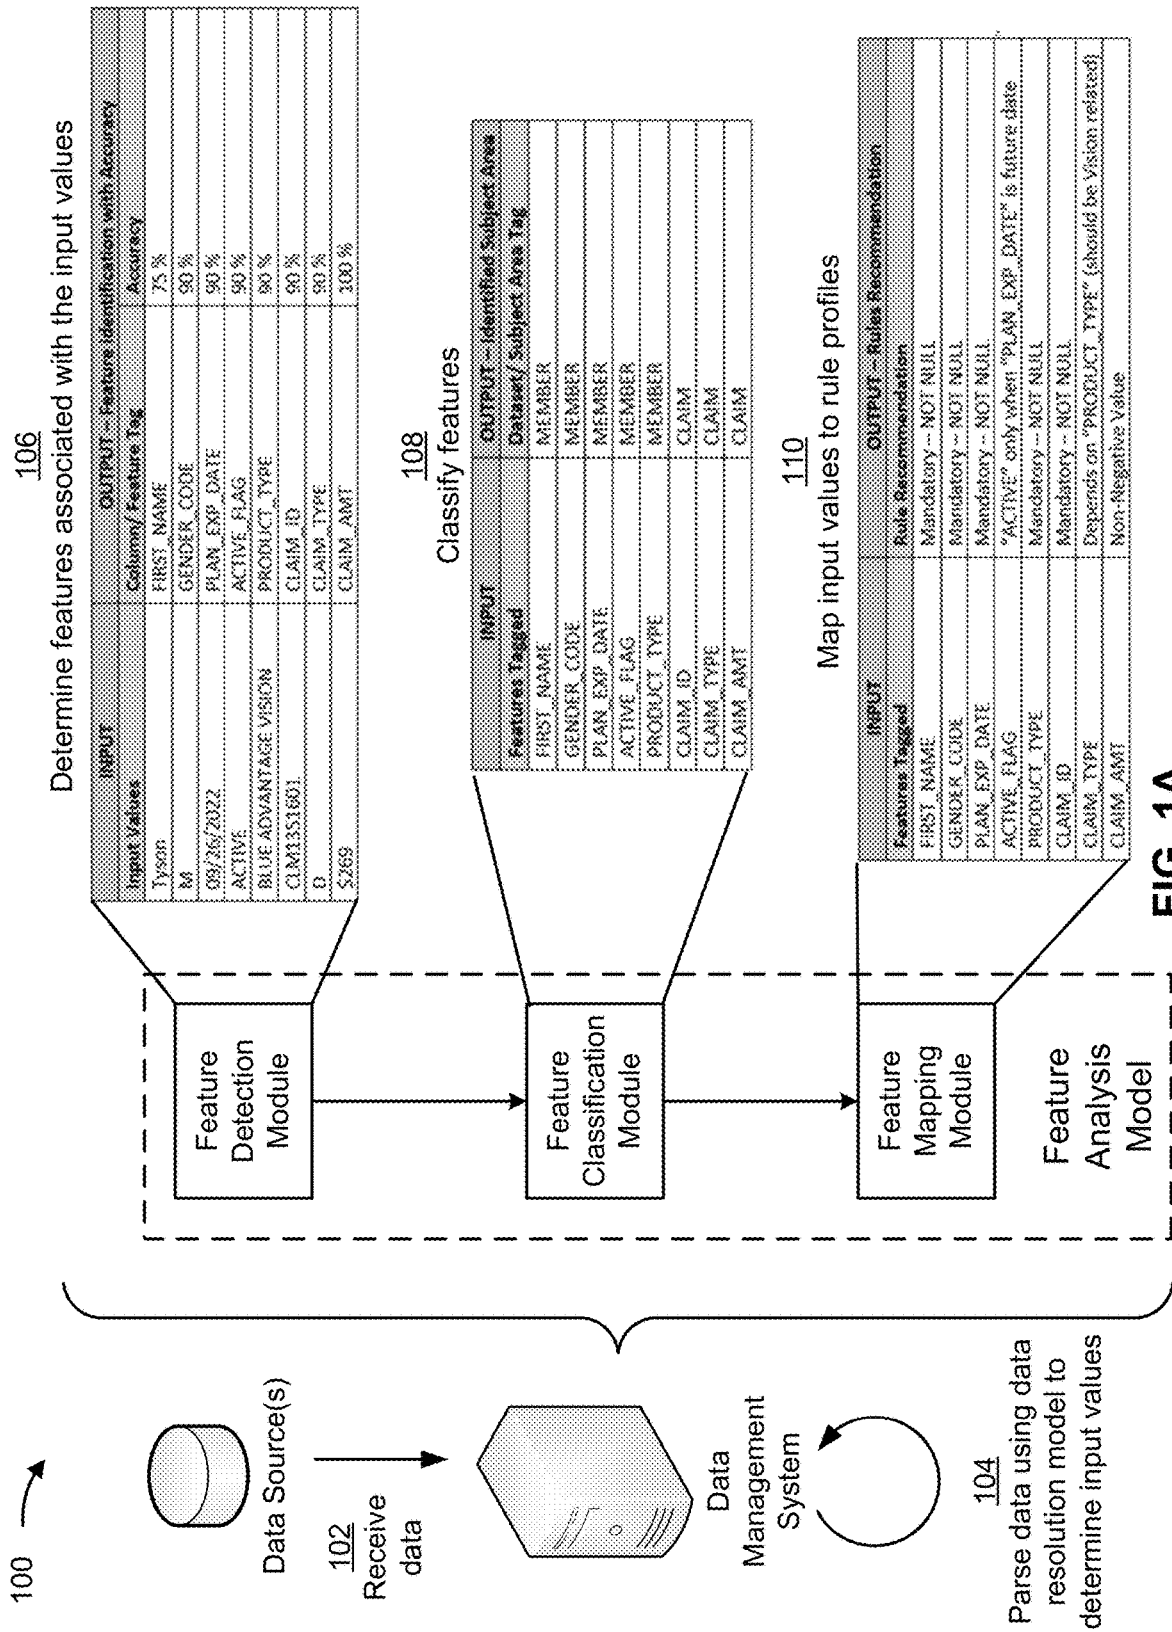 100
Data Source(s)
102
Receive
data
Data
Management
System
104
Parse data using data
resolution model to
determine input values
Feature
Detection
Module
Feature
Classification
Module
Feature
Mapping
Module
Feature
Analysis
Model
106
Determine features associated with the input values
INPUT OUTPUT – Feature Identification with Accuracy
Input Values Column/ Feature Tag Accuracy
Tyson FIRST_NAME 75 %
M GENDER_CODE 90 %
09/26/2022 PLAN_EXP_DATE 90 %
ACTIVE ACTIVE_FLAG 90 %
BLUE ADVANTAGE VISION PRODUCT_TYPE 90 %
CLM1351601 CLAIM_ID 90 %
D CLAIM_TYPE 90 %
$269 CLAIM_AMT 100 %
108
Classify features
INPUT OUTPUT – Identified Subject Area
Features Tagged Dataset/ Subject Area Tag
FIRST_NAME MEMBER
GENDER_CODE MEMBER
PLAN_EXP_DATE MEMBER
ACTIVE_FLAG MEMBER
PRODUCT_TYPE MEMBER
CLAIM_ID CLAIM
CLAIM_TYPE CLAIM
CLAIM_AMT CLAIM
110
Map input values to rule profiles
INPUT OUTPUT – Rules Recommendation
Features Tagged Rule Recommendation
FIRST_NAME Mandatory – NOT NULL
GENDER_CODE Mandatory – NOT NULL
PLAN_EXP_DATE Mandatory – NOT NULL
ACTIVE_FLAG "ACTIVE" only when "PLAN_EXP_DATE" is future date
PRODUCT_TYPE Mandatory – NOT NULL
CLAIM_ID Mandatory – NOT NULL
CLAIM_TYPE Depends on "PRODUCT_TYPE" (should be Vision related)
CLAIM_AMT Non-Negative Value
FIG. 1A